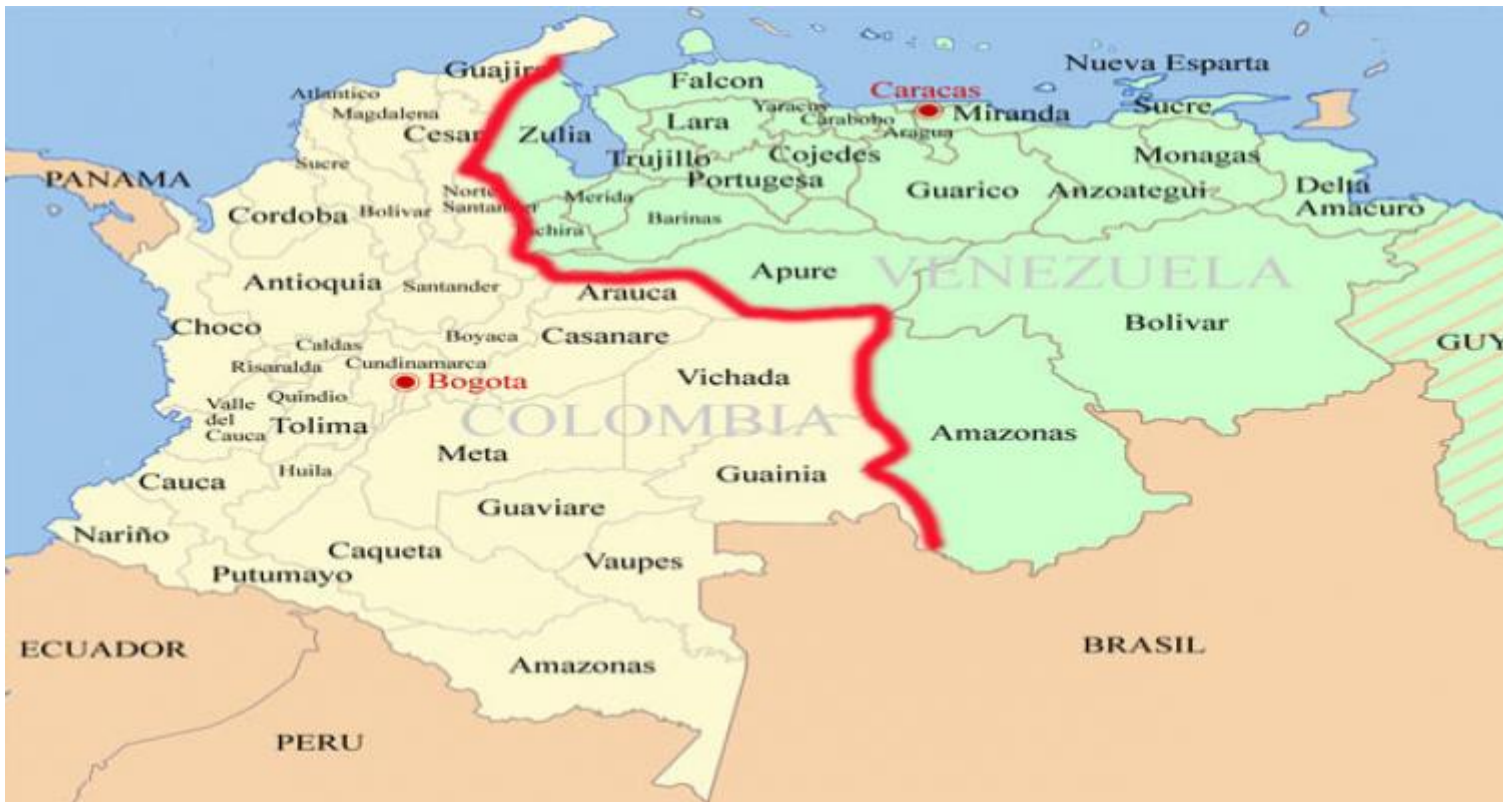 Nueva Esparta
Guajira
Falcon
Caracas
Atlantico
Magdalena
Yaracuy
Sucre
Cesar
Zulia
Lara
Carabobo
Miranda
Aragua
Sucre
Trujillo
Cojedes
Monagas
PANAMA
Norte
Santander
Portugesa
Guarico
Anzoategui
Delta
Amacuro
Cordoba
Bolivar
Merida
Barinas
chira
Antioquia
Santander
Apure
VENEZUELA
Arauca
Choco
Boyaca
Casanare
Bolivar
Caldas
GUY
Risaralda
Cundinamarca
Bogota
Vichada
Valle
del
Cauca
Quindio
Tolima
COLOMBIA
Amazonas
Huila
Meta
Guainia
Cauca
Guaviare
Nariño
Caqueta
Vaupes
Putumayo
ECUADOR
BRASIL
Amazonas
PERU